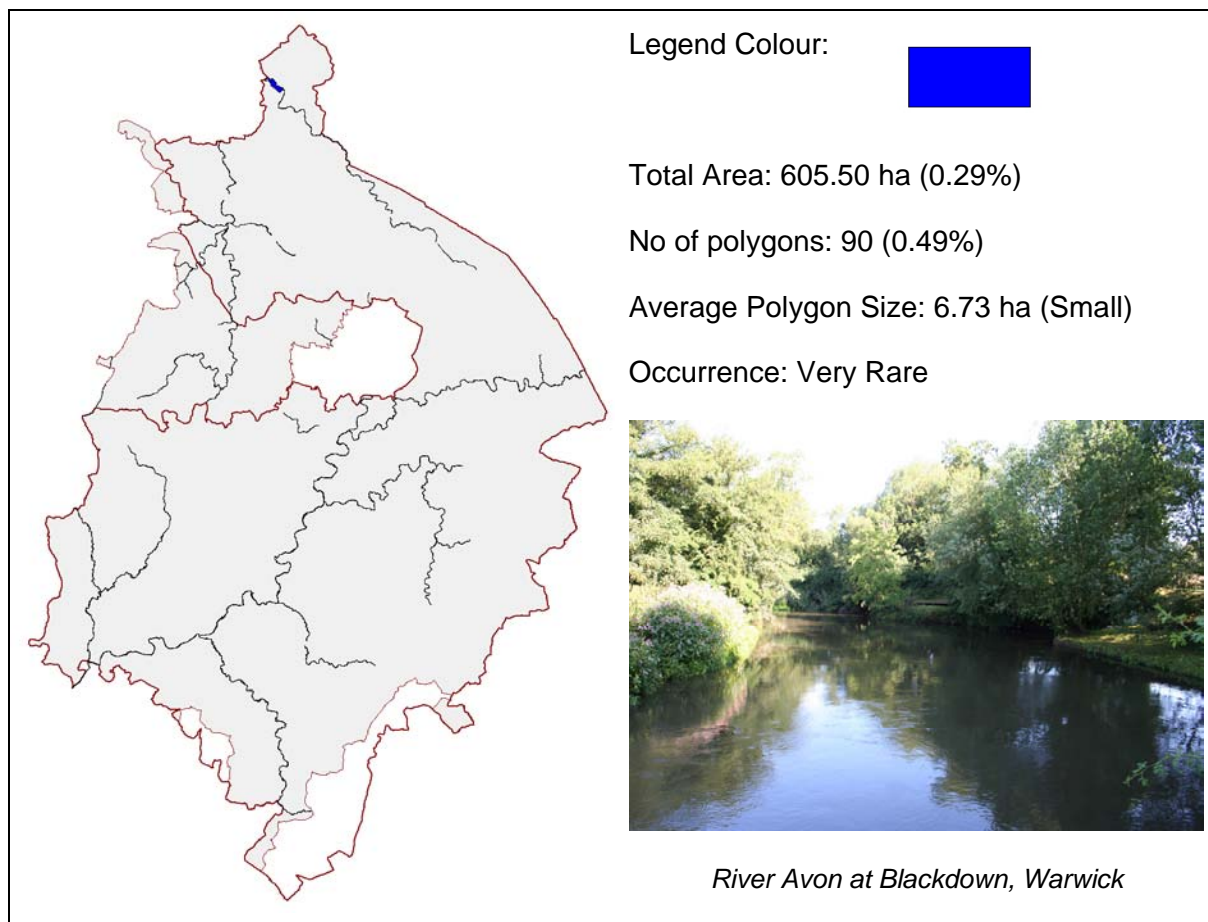 Legend Colour:
Total Area: 605.50 ha (0.29%)
No of polygons: 90 (0.49%)
Average Polygon Size: 6.73 ha (Small)
Occurrence: Very Rare
River Avon at Blackdown, Warwick